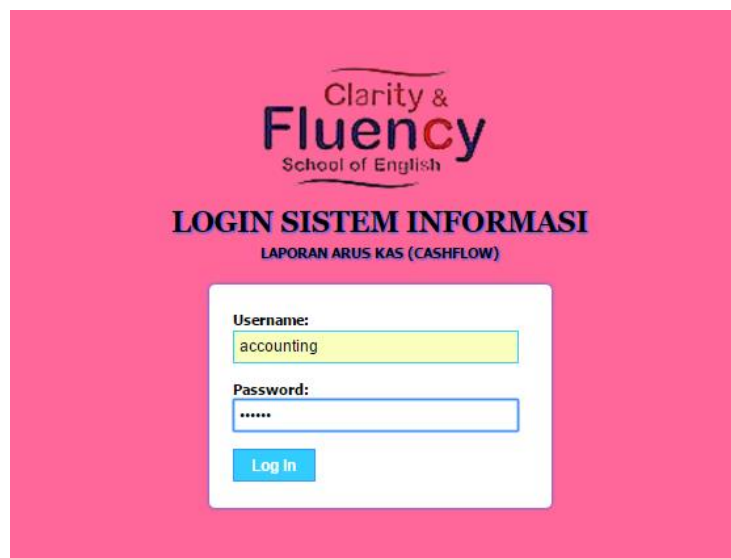 Clarity &
Fluency
School of English
LOGIN SISTEM INFORMASI
LAPORAN ARUS KAS (CASHFLOW)
Username:
accounting
Password:
••••••
Log In